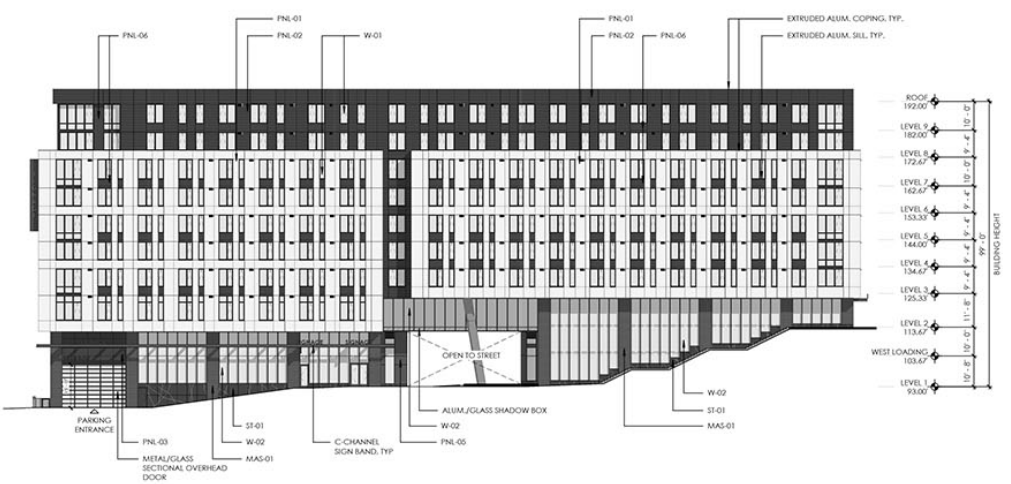 PNL-01
PNL-01
EXTRUDED ALUM. COPING. TYP.
PNL-06
PNL-02
W-01
PNL-02
PNL-06
EXTRUDED ALUM. SILL. TYP.
ROOF
192.00'
10' - 0"
LEVEL 9
182.00'
9' - 4"
LEVEL 8
172.67'
10' - 0"
LEVEL 7
162.67'
9' - 4"
LEVEL 6
153.33'
9' - 4"
LEVEL 5
144.00'
9' - 4"
LEVEL 4
134.67'
9' - 4"
LEVEL 3
125.33'
11' - 8"
LEVEL 2
113.67'
10' - 0"
WEST LOADING
103.67'
10' - 8"
LEVEL 1
93.00'
99' - 0"
BUILDING HEIGHT
SIGNAGE
OPEN TO STREET
PARKING
ENTRANCE
ALUM./GLASS SHADOW BOX
W-02
PNL-05
W-02
ST-01
MAS-01
ST-01
W-02
MAS-01
C-CHANNEL
SIGN BAND. TYP
PNL-03
METAL/GLASS
SECTIONAL OVERHEAD
DOOR